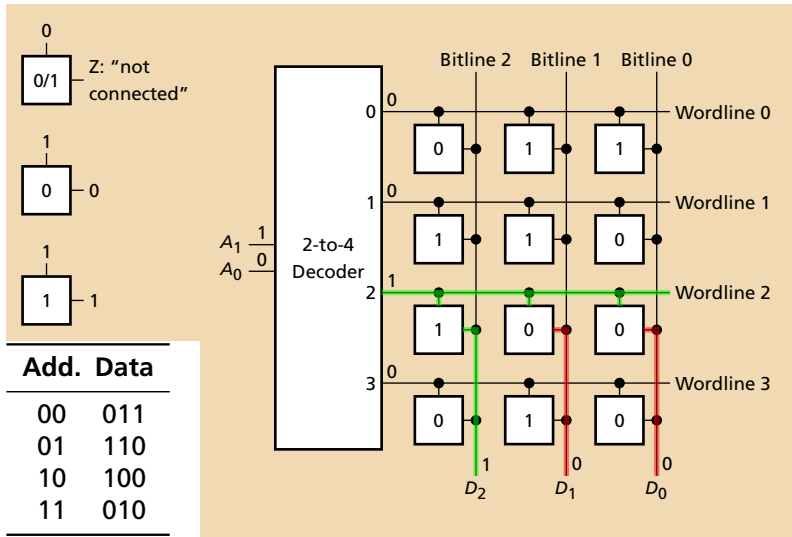 0
0/1 Z: "not connected"
1
0 0
1
1 1
Add. Data
00 011
01 110
10 100
11 010
Bitline 2 Bitline 1 Bitline 0
0 0 Wordline 0
0 1 1
1 0 Wordline 1
1 1 0
A1 1
A0 0
2-to-4
Decoder
2 1 Wordline 2
1 0 0
3 0 Wordline 3
0 1 0
1 0 0
D2 D1 D0